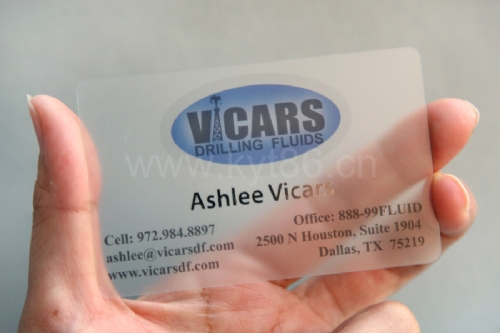 VICARS
DRILLING FLUIDS
www.kyt86.cn
Ashlee Vicars
Cell: 972.984.8897
ashlee@vicarsdf.com
www.vicarsdf.com
Office: 888-99FLUID
2500 N Houston, Suite 1904
Dallas, TX 75219